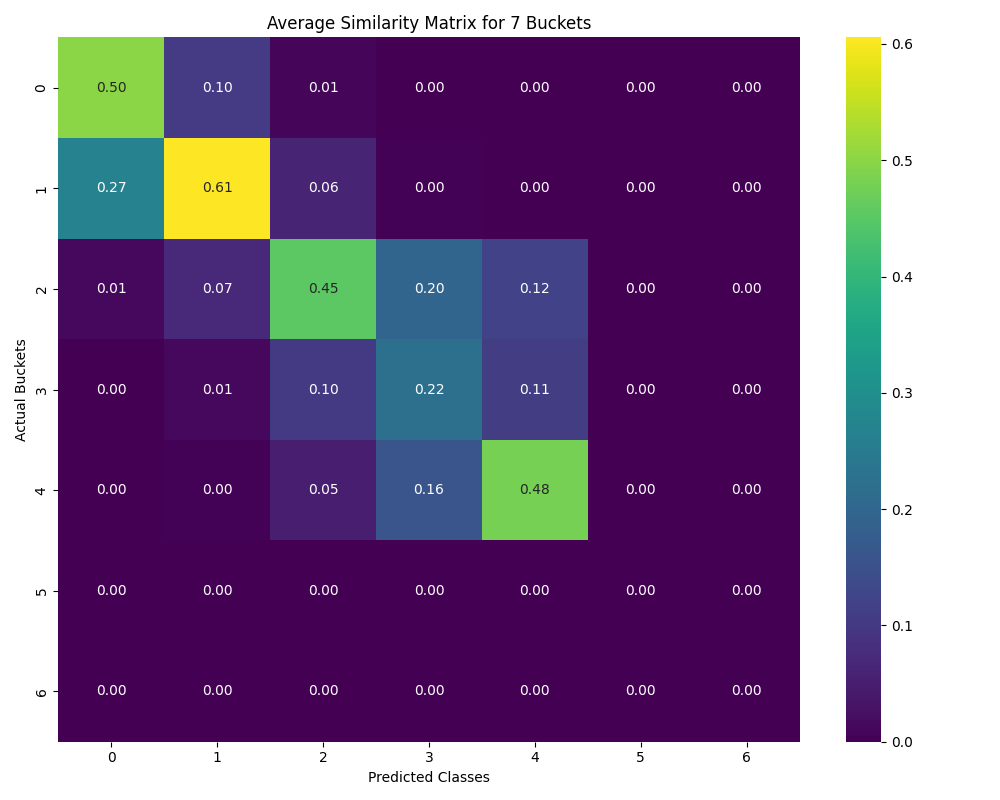 Average Similarity Matrix for 7 Buckets
0 0.50 0.10 0.01 0.00 0.00 0.00 0.00
1 0.27 0.61 0.06 0.00 0.00 0.00 0.00
2 0.01 0.07 0.45 0.20 0.12 0.00 0.00
3 0.00 0.01 0.10 0.22 0.11 0.00 0.00
4 0.00 0.00 0.05 0.16 0.48 0.00 0.00
5 0.00 0.00 0.00 0.00 0.00 0.00 0.00
6 0.00 0.00 0.00 0.00 0.00 0.00 0.00
0 1 2 3 4 5 6
Predicted Classes
Actual Buckets
0.6
0.5
0.4
0.3
0.2
0.1
0.0